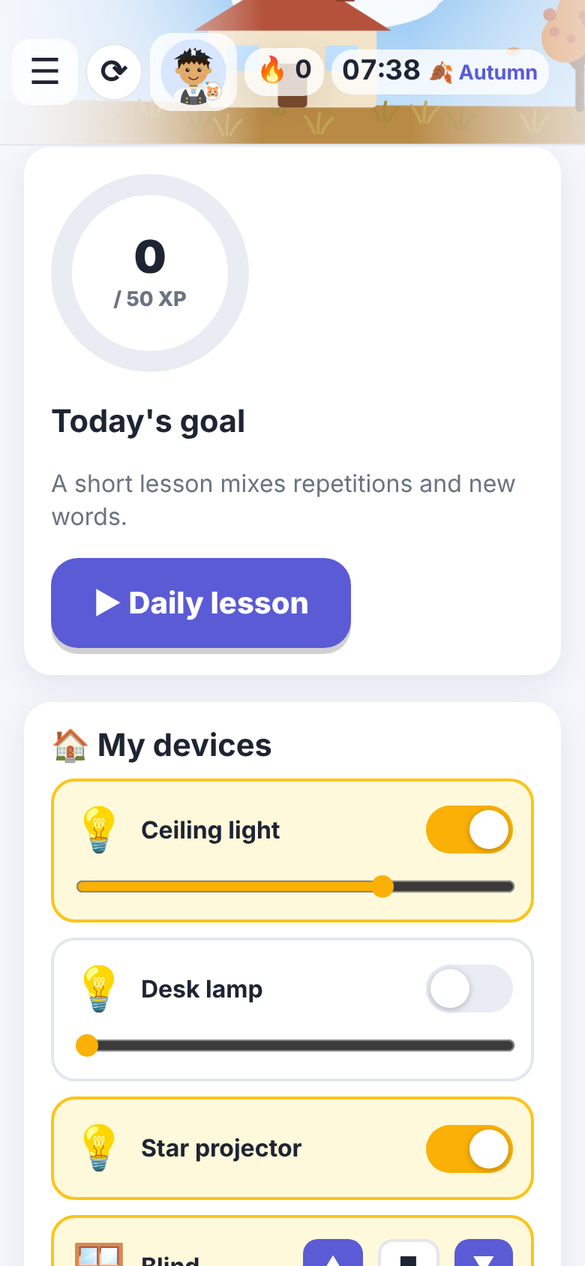 0
07:38 Autumn
0
/ 50 XP
Today's goal
A short lesson mixes repetitions and new
words.
Daily lesson
My devices
Ceiling light
Desk lamp
Star projector
Blind